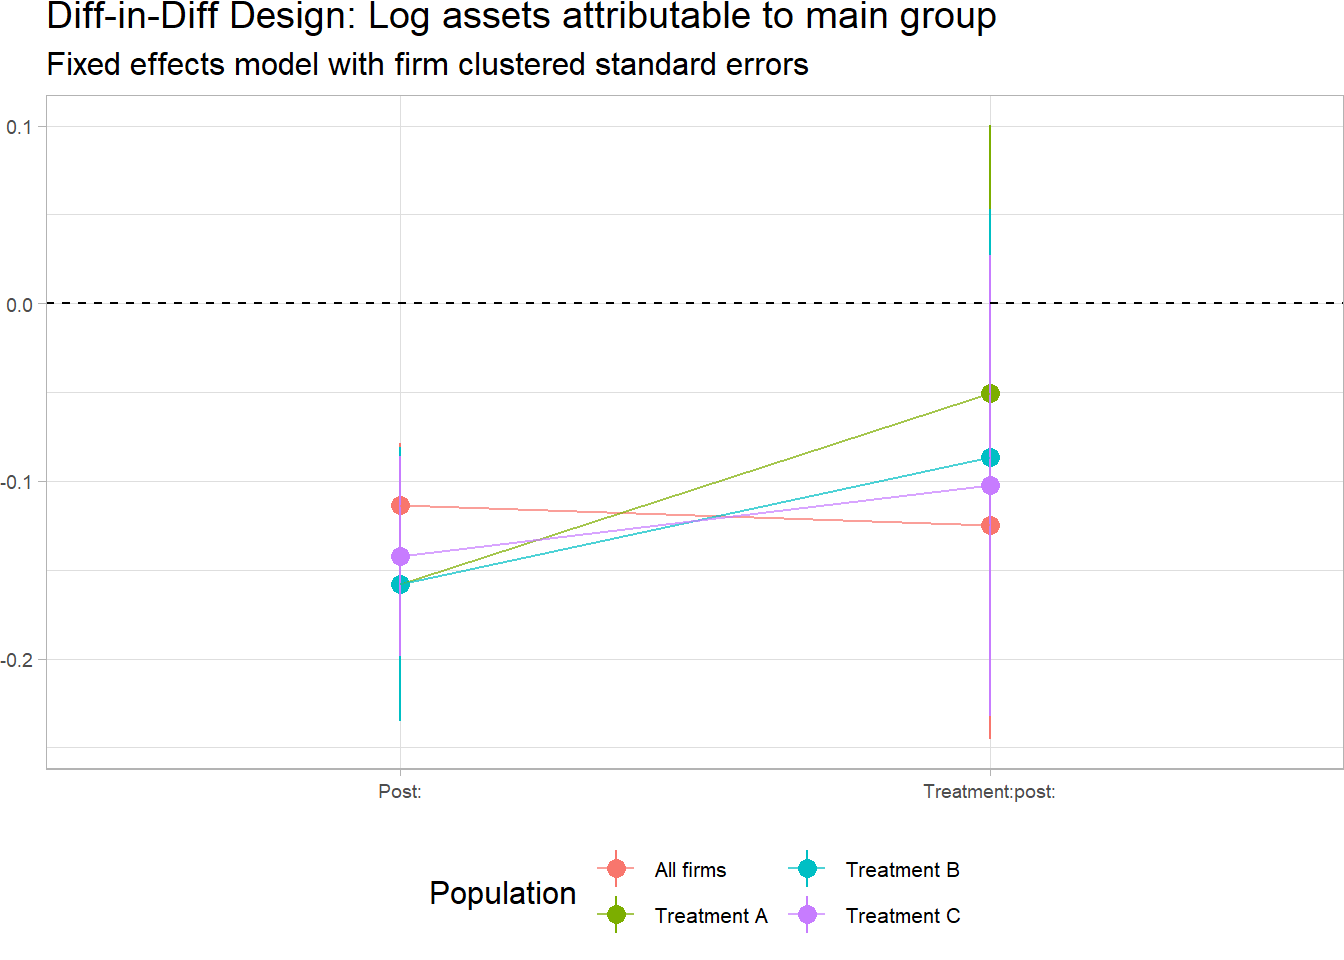 Diff-in-Diff Design: Log assets attributable to main group
Fixed effects model with firm clustered standard errors
0.1
0.0
-0.1
-0.2
Post:
Treatment:post:
Population
All firms
Treatment B
Treatment A
Treatment C